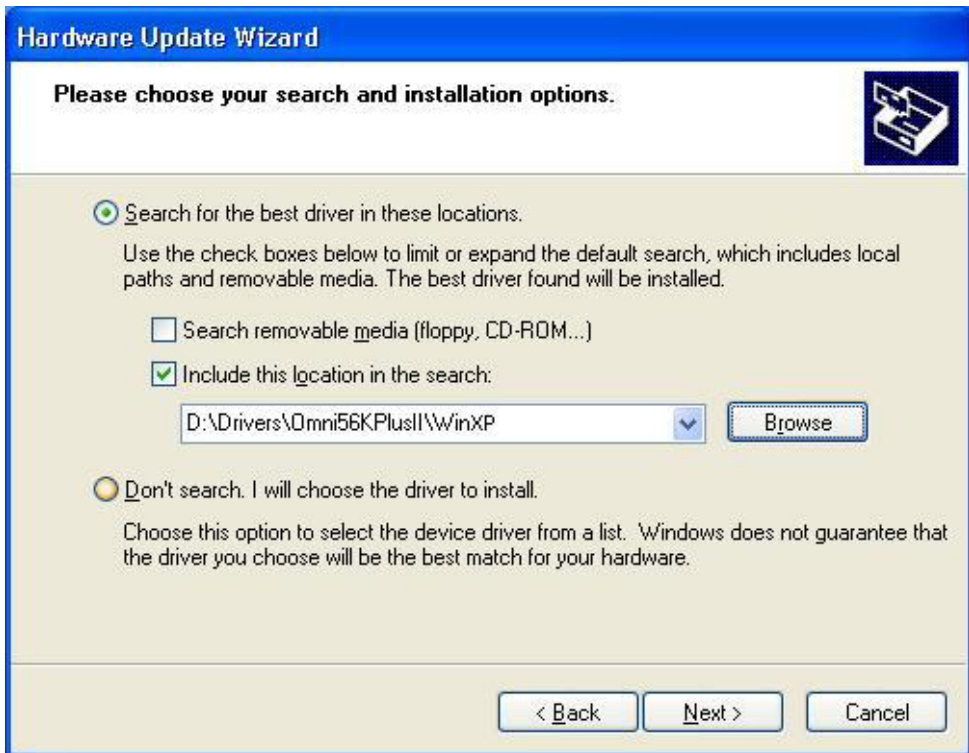 Hardware Update Wizard
Please choose your search and installation options.
Search for the best driver in these locations.
Use the check boxes below to limit or expand the default search, which includes local
paths and removable media. The best driver found will be installed.
Search removable media (floppy, CD-ROM...)
Include this location in the search:
D:\Drivers\Omni56KPlusII\WinXP
Browse
Don't search. I will choose the driver to install.
Choose this option to select the device driver from a list. Windows does not guarantee that
the driver you choose will be the best match for your hardware.
< Back Next > Cancel